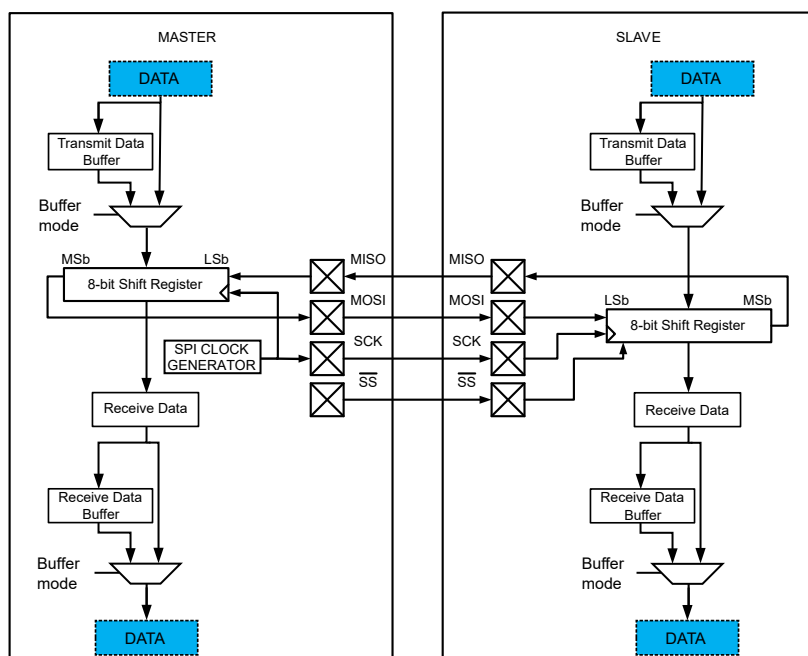 MASTER
DATA
Transmit Data
Buffer
Buffer
mode
MSb
LSb
8-bit Shift Register
SPI CLOCK
GENERATOR
Receive Data
Receive Data
Buffer
Buffer
mode
DATA
MISO
MOSI
SCK
SS
SLAVE
DATA
Transmit Data
Buffer
Buffer
mode
MISO
MOSI
SCK
SS
LSb
MSb
8-bit Shift Register
Receive Data
Receive Data
Buffer
Buffer
mode
DATA